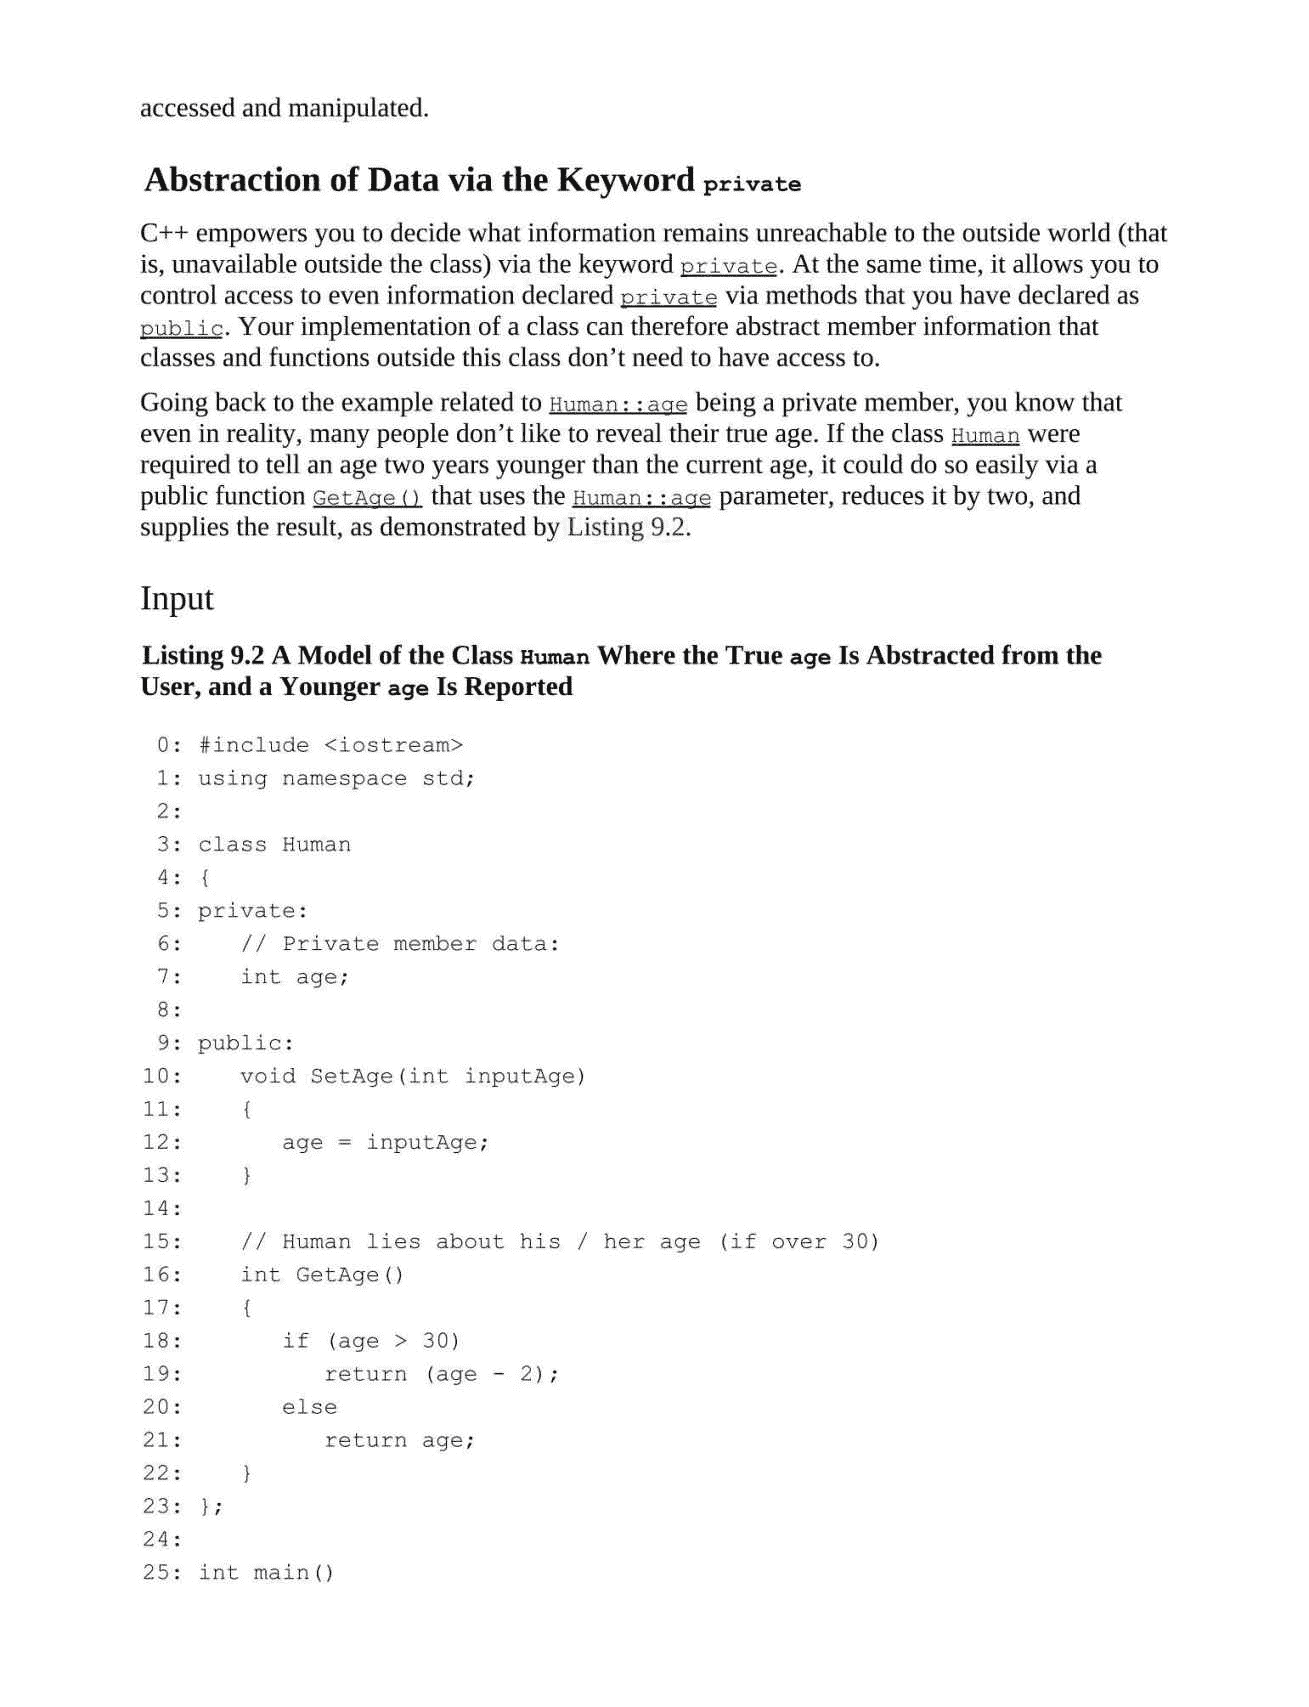 accessed and manipulated.
Abstraction of Data via the Keyword private
C++ empowers you to decide what information remains unreachable to the outside world (that
is, unavailable outside the class) via the keyword private. At the same time, it allows you to
control access to even information declared private via methods that you have declared as
public. Your implementation of a class can therefore abstract member information that
classes and functions outside this class don’t need to have access to.
Going back to the example related to Human::age being a private member, you know that
even in reality, many people don’t like to reveal their true age. If the class Human were
required to tell an age two years younger than the current age, it could do so easily via a
public function GetAge() that uses the Human::age parameter, reduces it by two, and
supplies the result, as demonstrated by Listing 9.2.
Input
Listing 9.2 A Model of the Class Human Where the True age Is Abstracted from the
User, and a Younger age Is Reported
0: #include <iostream>
1: using namespace std;
2:
3: class Human
4: {
5: private:
6:    // Private member data:
7:    int age;
8:
9: public:
10:    void SetAge(int inputAge)
11:    {
12:       age = inputAge;
13:    }
14:
15:    // Human lies about his / her age (if over 30)
16:    int GetAge()
17:    {
18:       if (age > 30)
19:          return (age - 2);
20:       else
21:          return age;
22:    }
23: };
24:
25: int main()